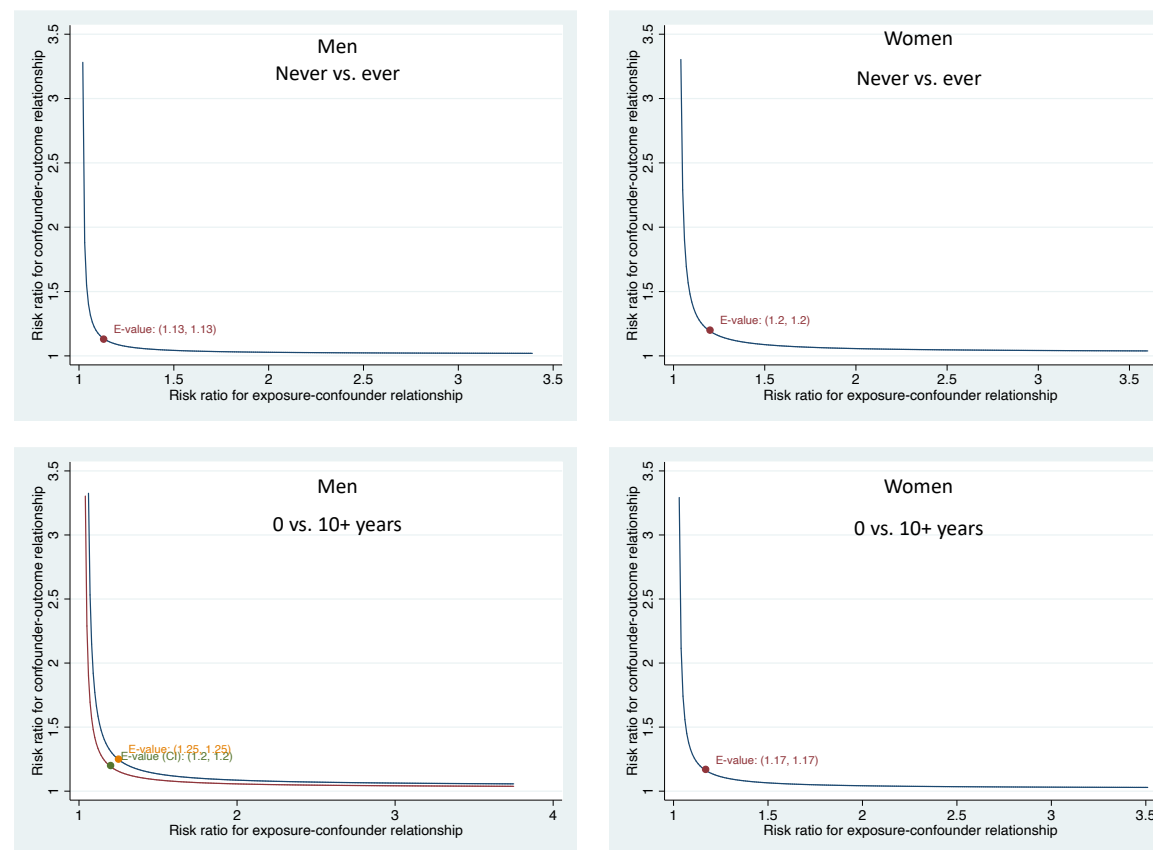 Men
Never vs. ever
Risk ratio for confounder-outcome relationship
3.5
3
2.5
2
1.5
1
E-value: (1.13, 1.13)
1 1.5 2 2.5 3 3.5
Risk ratio for exposure-confounder relationship
Women
Never vs. ever
Risk ratio for confounder-outcome relationship
3.5
3
2.5
2
1.5
1
E-value: (1.2, 1.2)
1 1.5 2 2.5 3 3.5
Risk ratio for exposure-confounder relationship
Men
0 vs. 10+ years
Risk ratio for confounder-outcome relationship
3.5
3
2.5
2
1.5
1
E-value: (1.25, 1.25)
E-value (CI): (1.2, 1.2)
1 2 3 4
Risk ratio for exposure-confounder relationship
Women
0 vs. 10+ years
Risk ratio for confounder-outcome relationship
3.5
3
2.5
2
1.5
1
E-value: (1.17, 1.17)
1 1.5 2 2.5 3 3.5
Risk ratio for exposure-confounder relationship